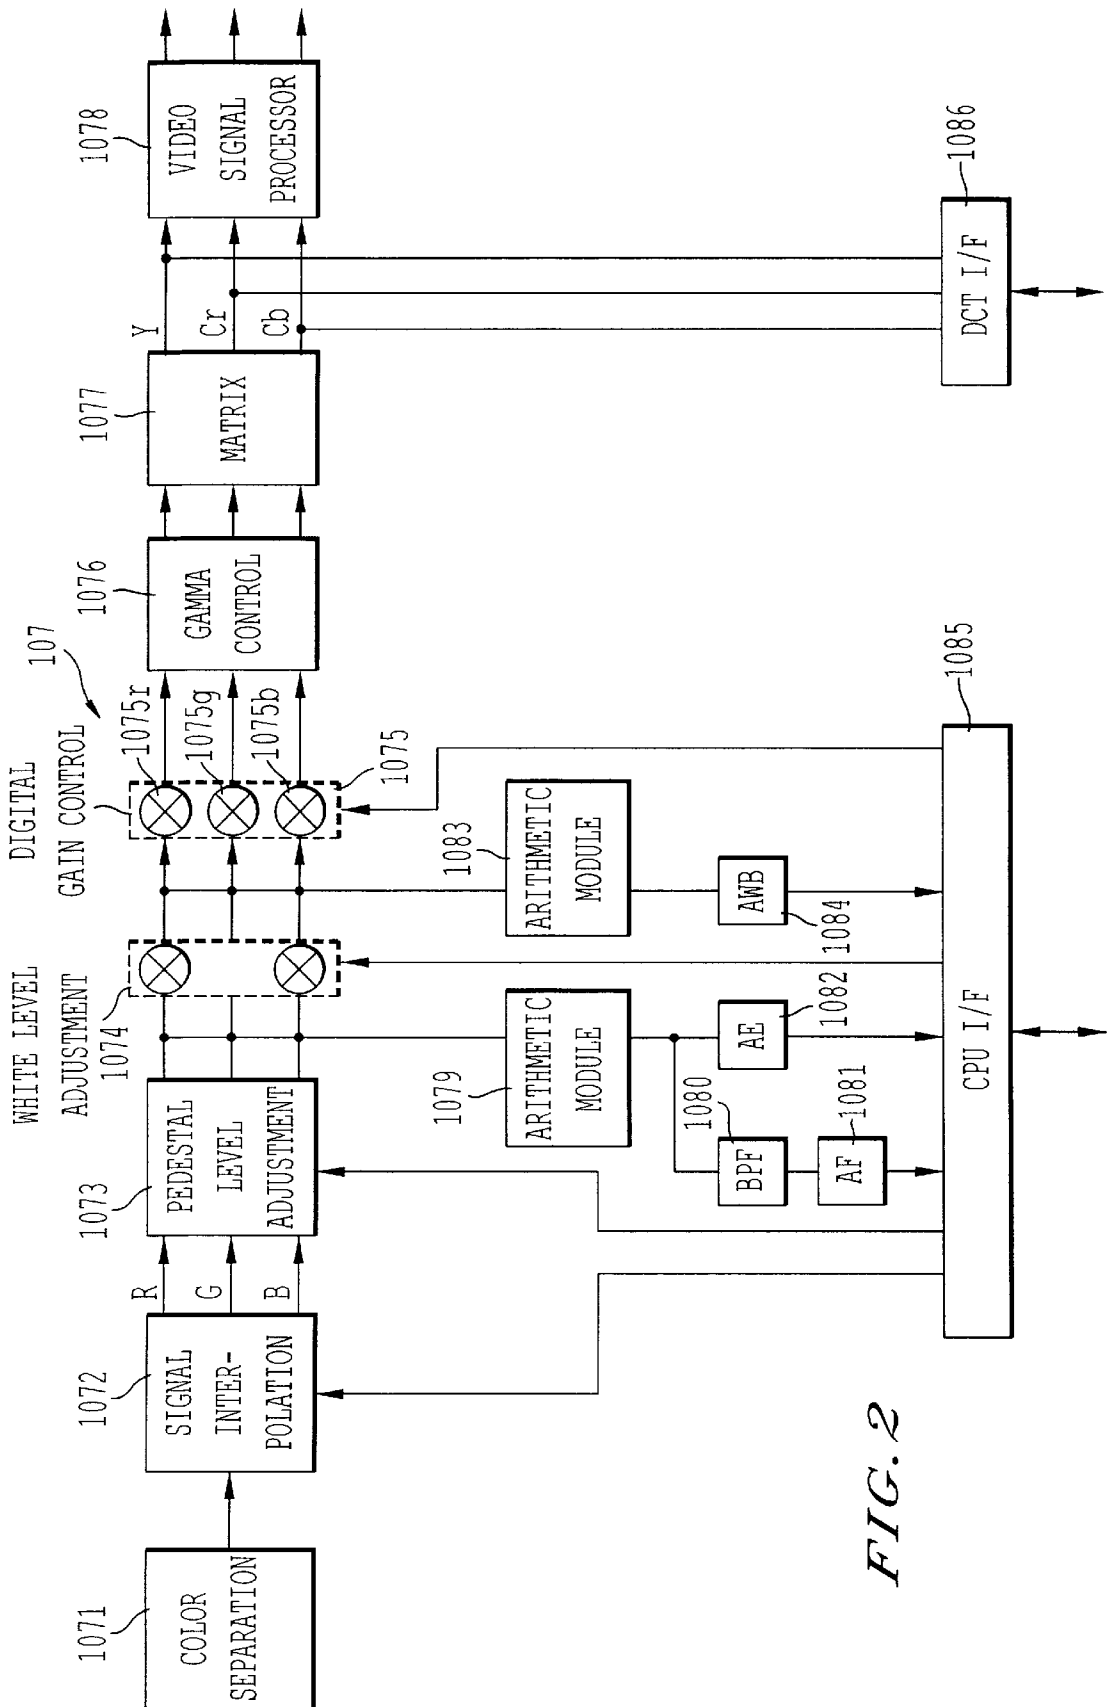 107
1071
COLOR
SEPARATION
1072
SIGNAL
INTER-
POLATION
R
G
B
1073
PEDESTAL
LEVEL
ADJUSTMENT
WHITE LEVEL
ADJUSTMENT
1074
DIGITAL
GAIN CONTROL
1075r
1075g
1075b
1075
1076
GAMMA
CONTROL
1077
MATRIX
Y
Cr
Cb
1078
VIDEO
SIGNAL
PROCESSOR
1079
ARITHMETIC
MODULE
1083
ARITHMETIC
MODULE
1080
BPF
1081
AF
AE
1082
AWB
1084
CPU I/F
1085
DCT I/F
1086
FIG. 2